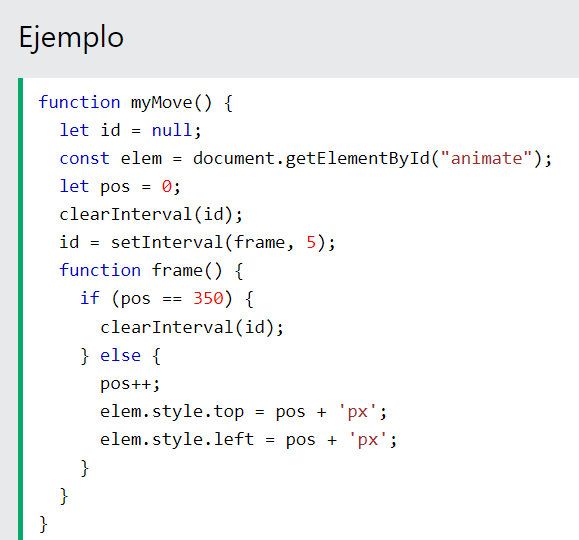 Ejemplo
function myMove() {
  let id = null;
  const elem = document.getElementById("animate");
  let pos = 0;
  clearInterval(id);
  id = setInterval(frame, 5);
  function frame() {
    if (pos == 350) {
      clearInterval(id);
    } else {
      pos++;
      elem.style.top = pos + 'px';
      elem.style.left = pos + 'px';
    }
  }
}